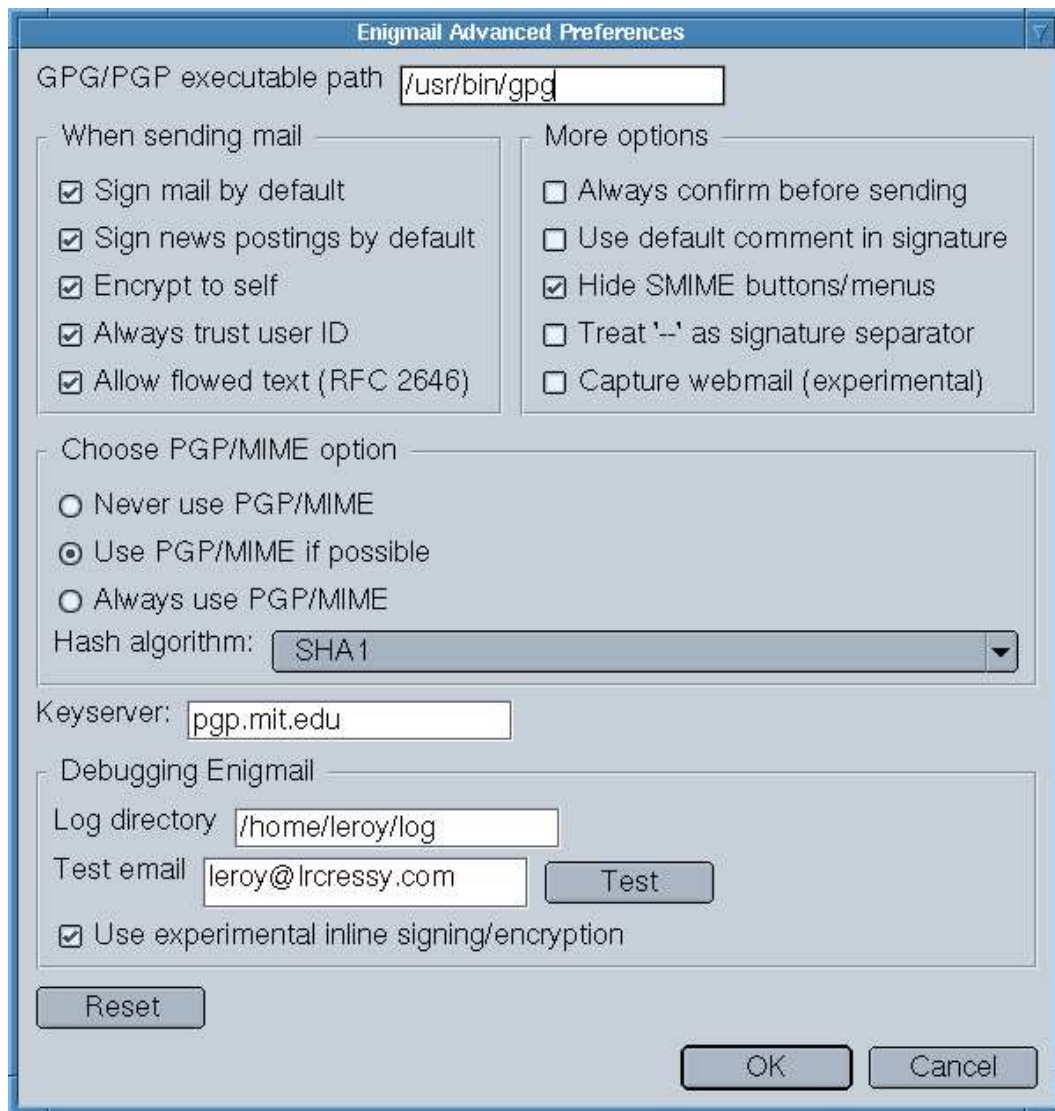 Enigmail Advanced Preferences
GPG/PGP executable path /usr/bin/gpg
When sending mail
Sign mail by default
Sign news postings by default
Encrypt to self
Always trust user ID
Allow flowed text (RFC 2646)
More options
Always confirm before sending
Use default comment in signature
Hide SMIME buttons/menus
Treat '--' as signature separator
Capture webmail (experimental)
Choose PGP/MIME option
Never use PGP/MIME
Use PGP/MIME if possible
Always use PGP/MIME
Hash algorithm: SHA1
Keyserver: pgp.mit.edu
Debugging Enigmail
Log directory /home/leroy/log
Test email leroy@lrcressy.com Test
Use experimental inline signing/encryption
Reset
OK Cancel